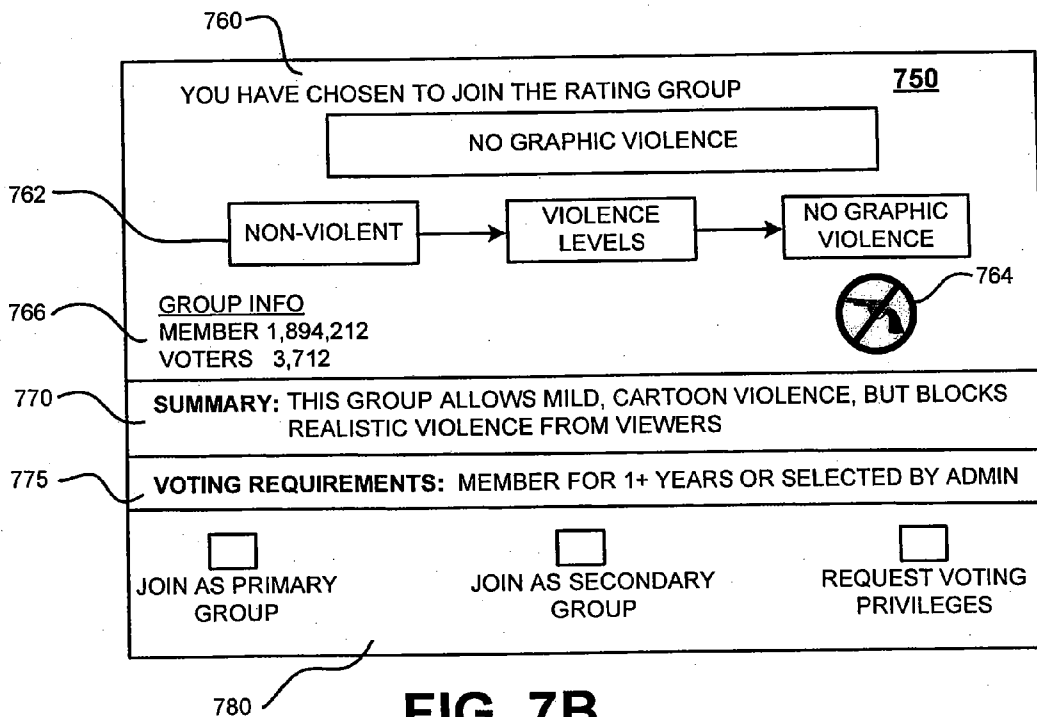 760
750
YOU HAVE CHOSEN TO JOIN THE RATING GROUP
NO GRAPHIC VIOLENCE
762
NON-VIOLENT
VIOLENCE
LEVELS
NO GRAPHIC
VIOLENCE
764
766
GROUP INFO
MEMBER 1,894,212
VOTERS 3,712
770
SUMMARY: THIS GROUP ALLOWS MILD, CARTOON VIOLENCE, BUT BLOCKS
REALISTIC VIOLENCE FROM VIEWERS
775
VOTING REQUIREMENTS: MEMBER FOR 1+ YEARS OR SELECTED BY ADMIN
JOIN AS PRIMARY
GROUP
JOIN AS SECONDARY
GROUP
REQUEST VOTING
PRIVILEGES
780
FIG. 7B